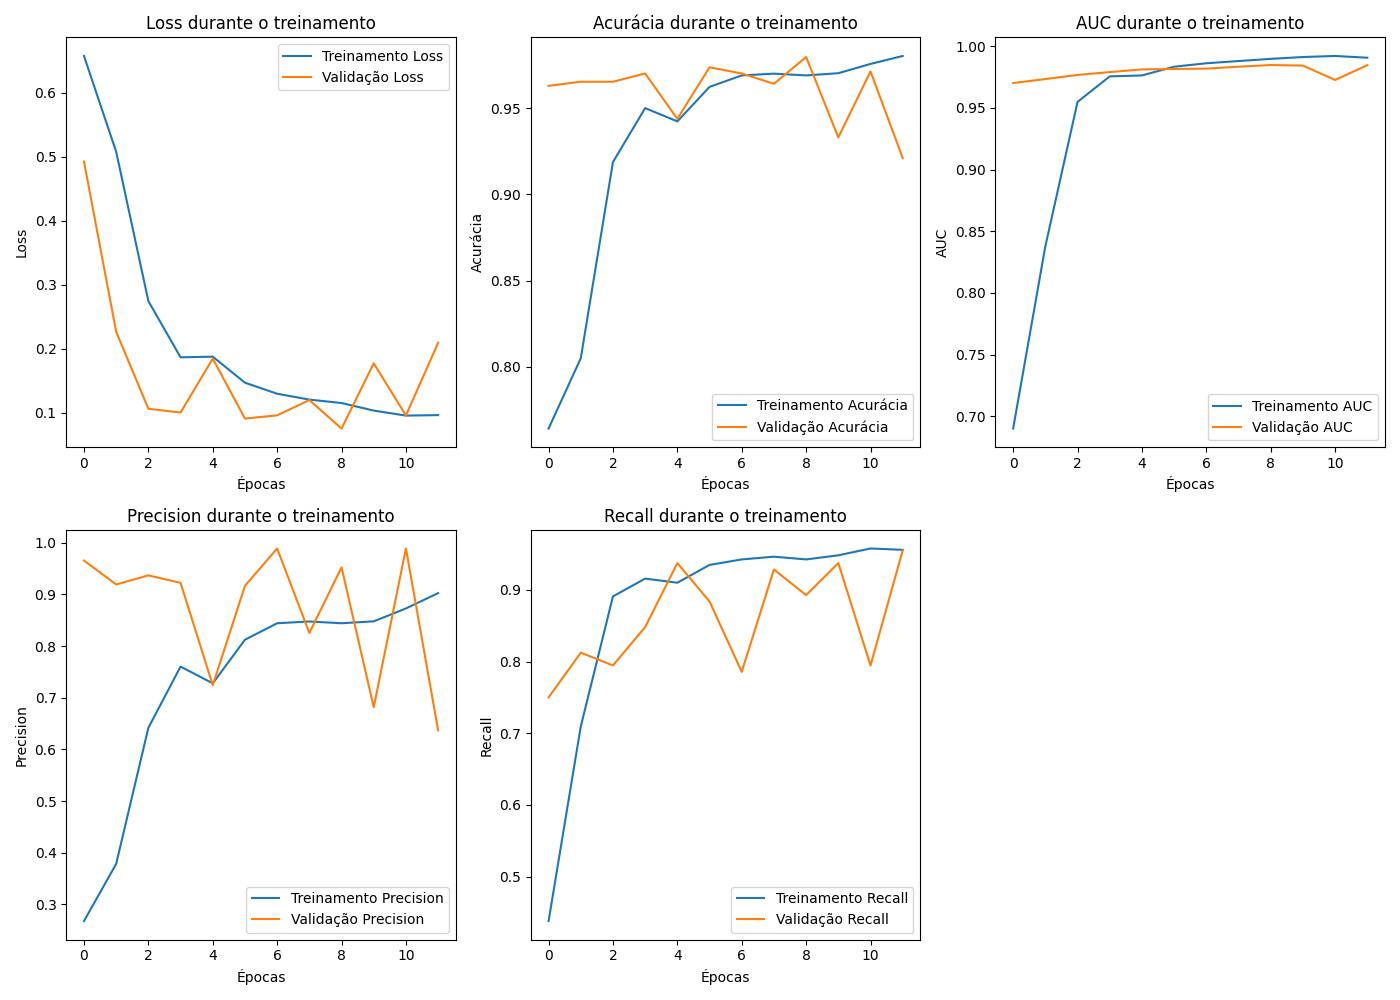 Loss durante o treinamento
Treinamento Loss
Validação Loss
0.6
0.5
0.4
0.3
0.2
0.1
Loss
0 2 4 6 8 10
Épocas
Acurácia durante o treinamento
0.95
0.90
0.85
0.80
Acurácia
Treinamento Acurácia
Validação Acurácia
0 2 4 6 8 10
Épocas
AUC durante o treinamento
1.00
0.95
0.90
0.85
0.80
0.75
0.70
AUC
Treinamento AUC
Validação AUC
0 2 4 6 8 10
Épocas
Precision durante o treinamento
1.0
0.9
0.8
0.7
0.6
0.5
0.4
0.3
Precision
Treinamento Precision
Validação Precision
0 2 4 6 8 10
Épocas
Recall durante o treinamento
0.9
0.8
0.7
0.6
0.5
Recall
Treinamento Recall
Validação Recall
0 2 4 6 8 10
Épocas